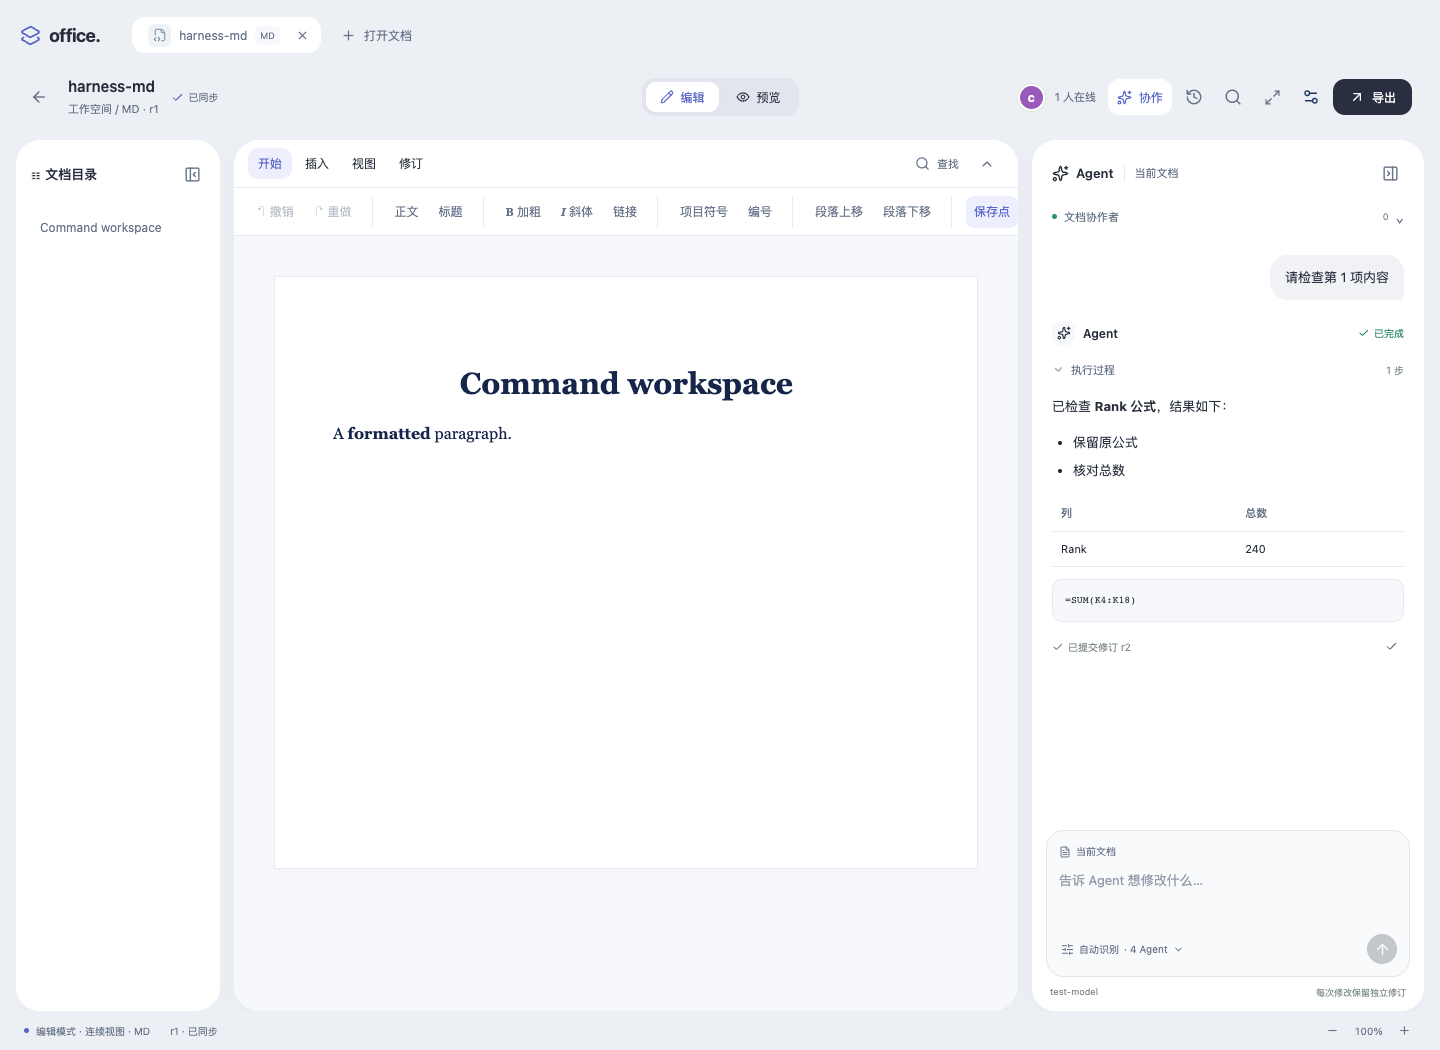 office.
harness-md MD
打开文档
harness-md
工作空间 / MD · r1
已同步
编辑
预览
c
1 人在线
协作
导出
文档目录
Command workspace
开始 插入 视图 修订
查找
撤销 重做 正文 标题 B 加粗 I 斜体 链接 项目符号 编号 段落上移 段落下移 保存点
Command workspace
A formatted paragraph.
Agent 当前文档
文档协作者 0
请检查第 1 项内容
Agent 已完成
执行过程 1 步
已检查 Rank 公式，结果如下：
保留原公式
核对总数
列 总数
Rank 240
=SUM(K4:K18)
已提交修订 r2
当前文档
告诉 Agent 想修改什么...
自动识别 · 4 Agent
test-model 每次修改保留独立修订
编辑模式 · 连续视图 · MD r1 · 已同步
100%